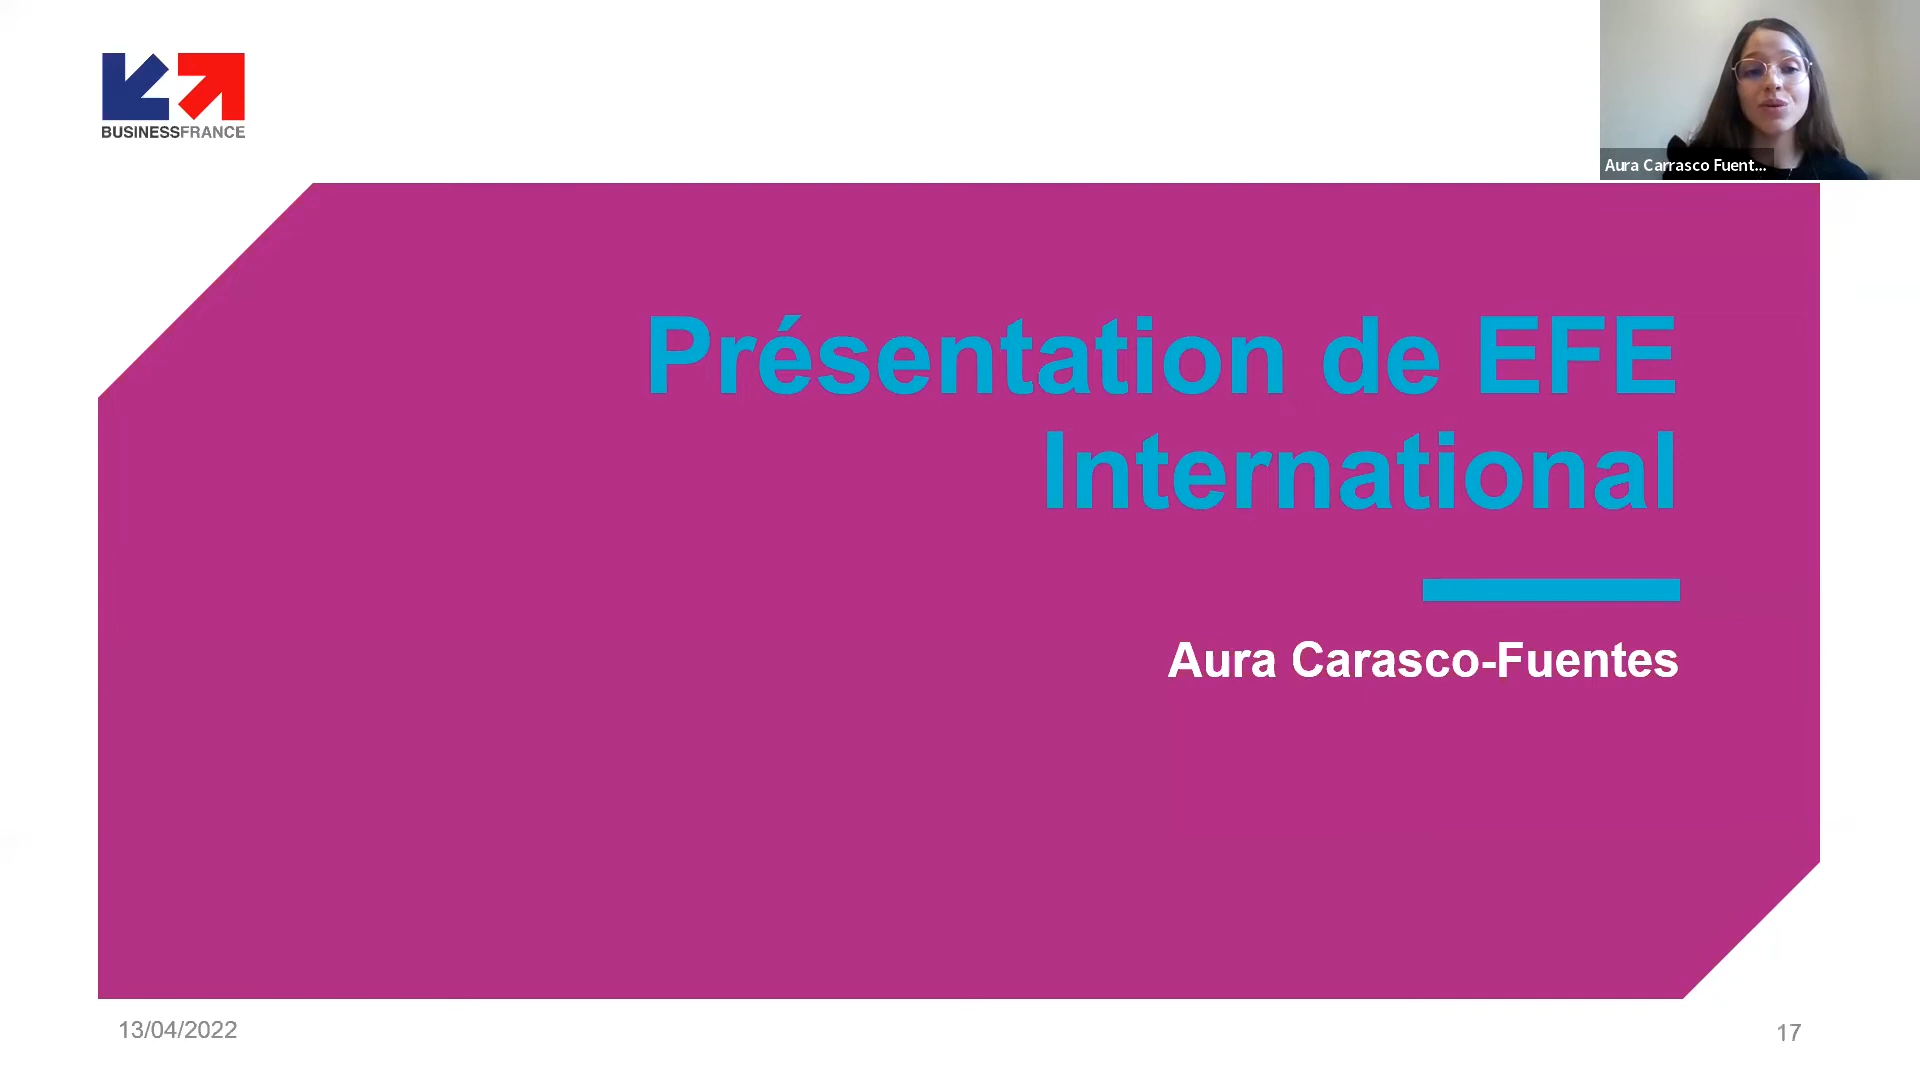 BUSINESSFRANCE
Aura Carrasco Fuent...
Présentation de EFE
International
Aura Carasco-Fuentes
13/04/2022
17